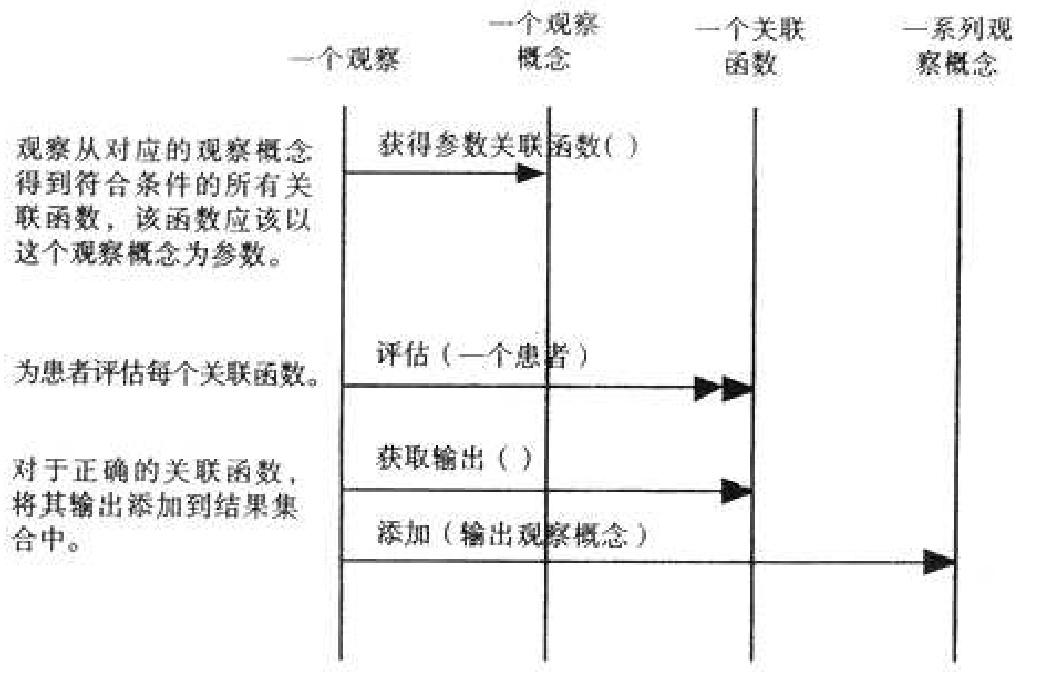 一个观察
一个观察
概念
一个关联
函数
一系列观
察概念
观察从对应的观察概念
得到符合条件的所有关
联函数，该函数应该以
这个观察概念为参数。
获得参数关联函数( )
为患者评估每个关联函数。
评估（一个患者）
对于正确的关联函数，
将其输出添加到结果集
合中。
获取输出（ ）
添加（输出观察概念）